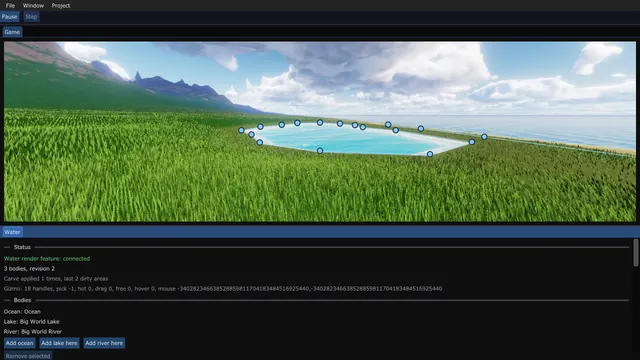 File Window Project
Pause Step
Game
Water
Status
Water render feature: connected
3 bodies, revision 2
Carve applied 1 times, last 2 dirty areas
Gizmo: 18 handles, pick -1, hot 0, drag 0, free 0, hover 0, mouse -340282346638528859811704183484516925440,-340282346638528859811704183484516925440
Bodies
Ocean: Ocean
Lake: Big World Lake
River: Big World River
Add ocean Add lake here Add river here
Remove selected